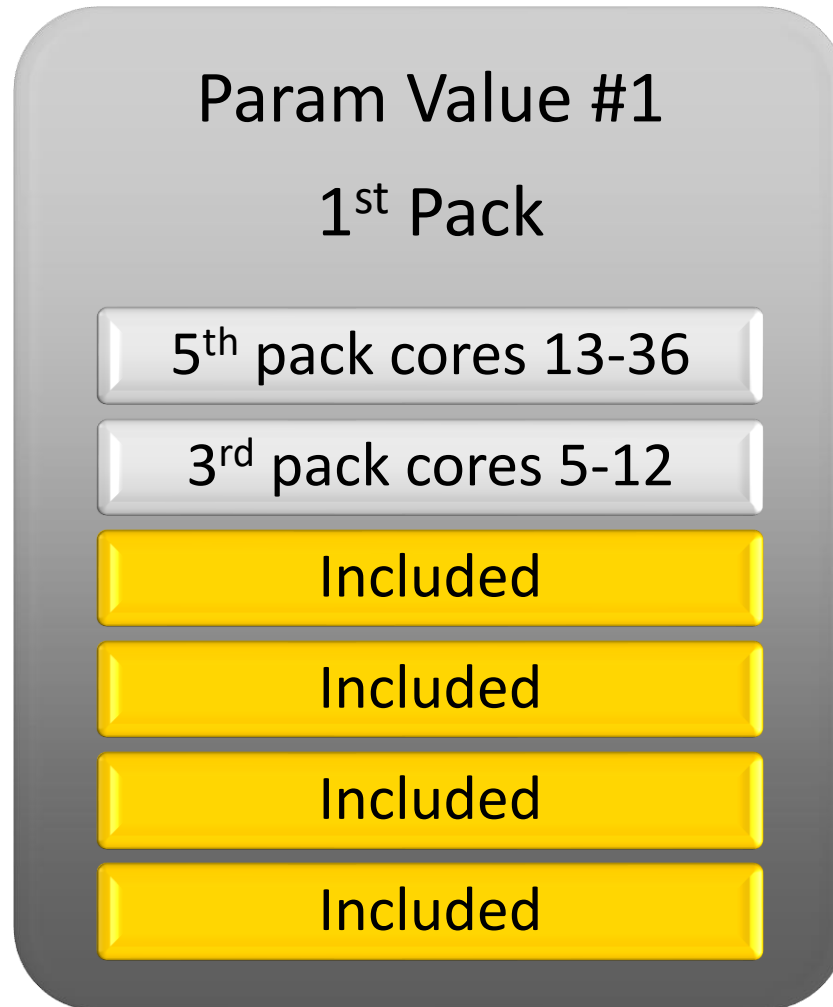 Param Value #1
1st Pack
5th pack cores 13-36
3rd pack cores 5-12
Included
Included
Included
Included